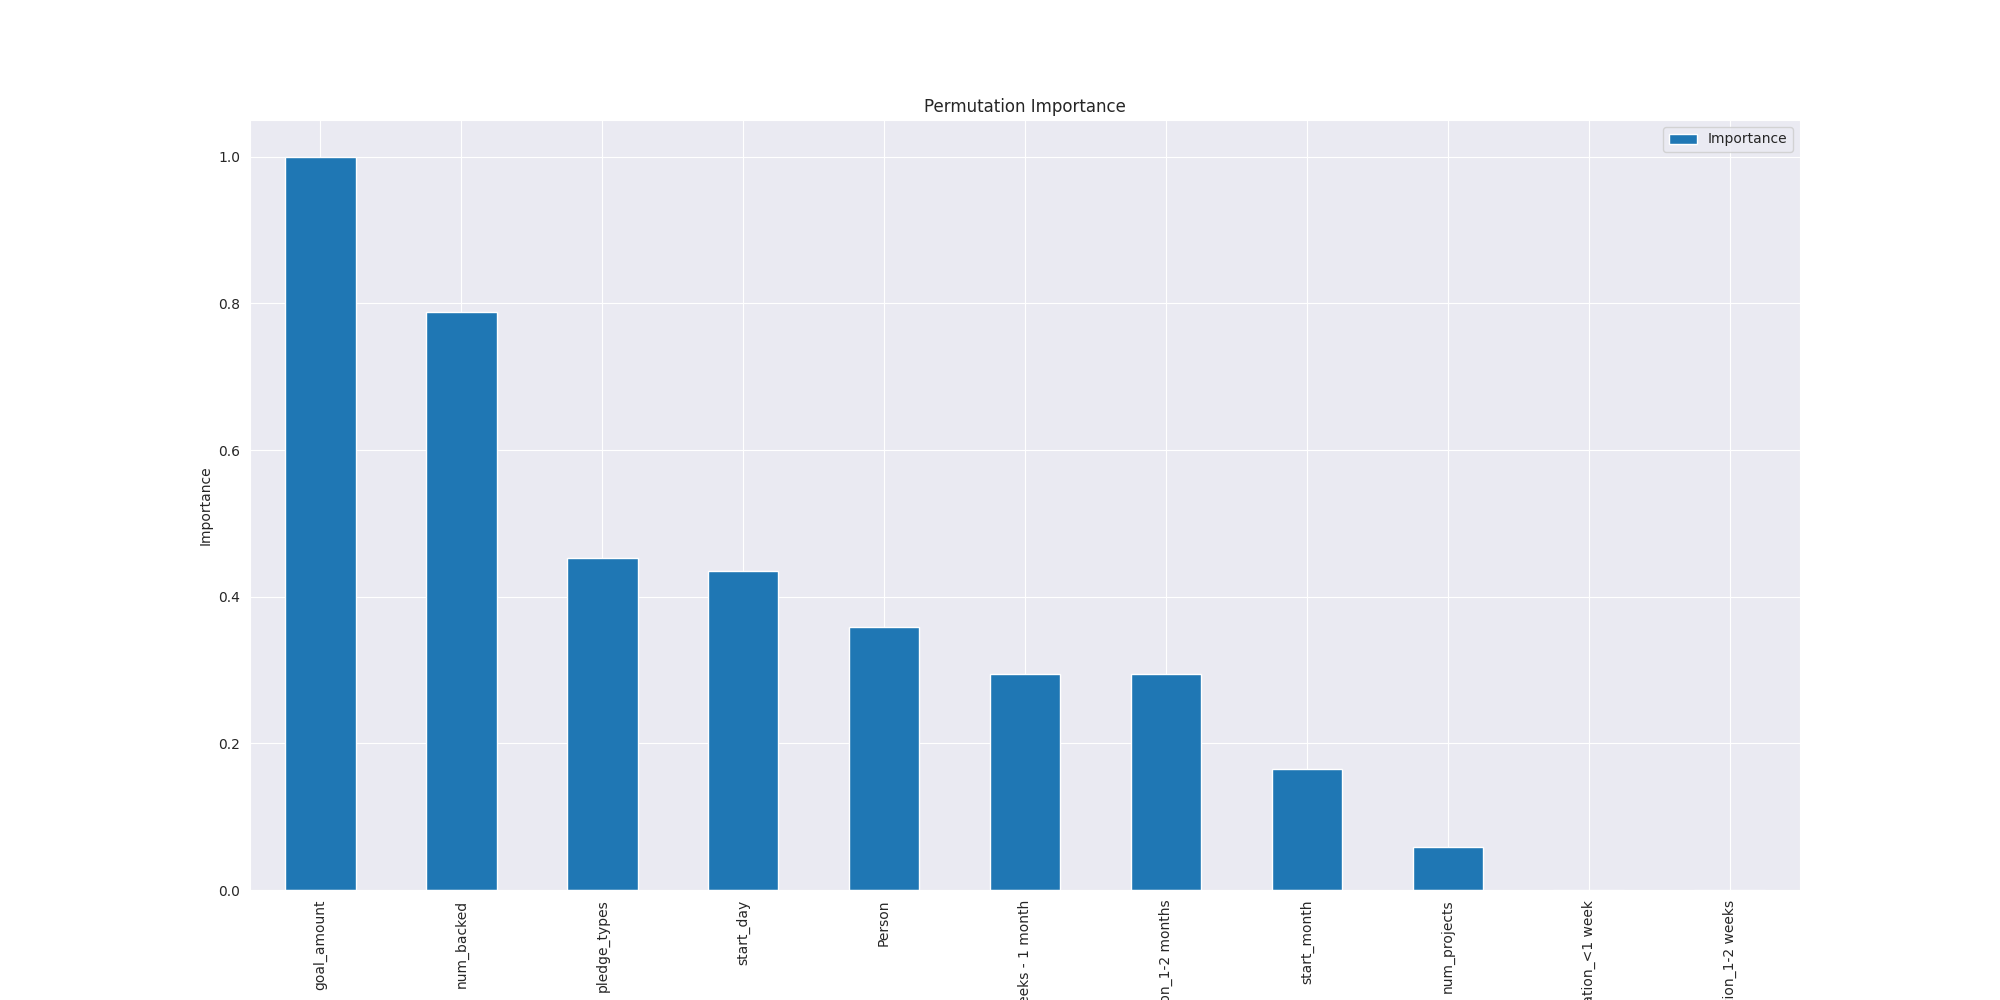 Permutation Importance
Importance
1.0
0.8
0.6
0.4
0.2
0.0
Importance
goal_amount
num_backed
pledge_types
start_day
Person
eeks - 1 month
on_1-2 months
start_month
num_projects
ation_<1 week
ion_1-2 weeks